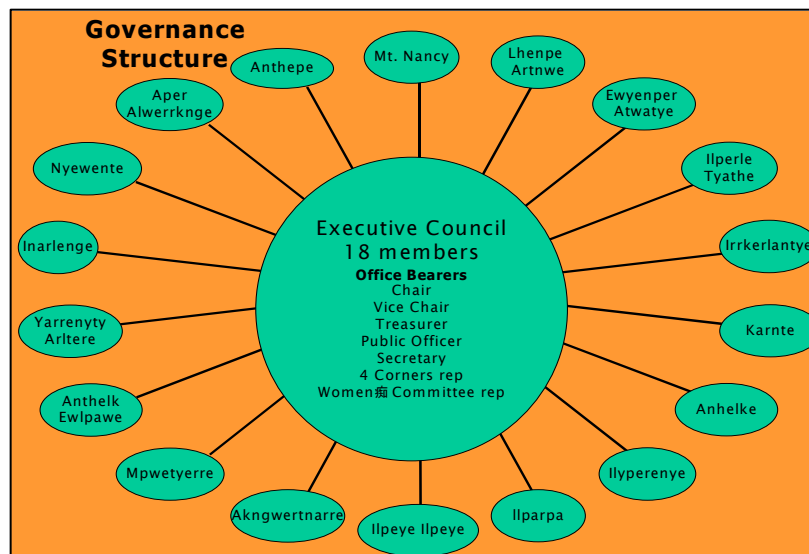 Governance
Structure
Mt. Nancy
Lhenpe
Artnwe
Ewyenper
Atwatye
Ilperle
Tyathe
Irrkerlantye
Karnte
Anhelke
Ilyperenye
Ilparpa
Ilpeye Ilpeye
Akngwertnarre
Mpwetyerre
Anthelk
Ewlpawe
Yarrenyty
Arltere
Inarlenge
Nyewente
Aper
Alwerrknge
Anthepe
Executive Council
18 members
Office Bearers
Chair
Vice Chair
Treasurer
Public Officer
Secretary
4 Corners rep
Women痴 Committee rep